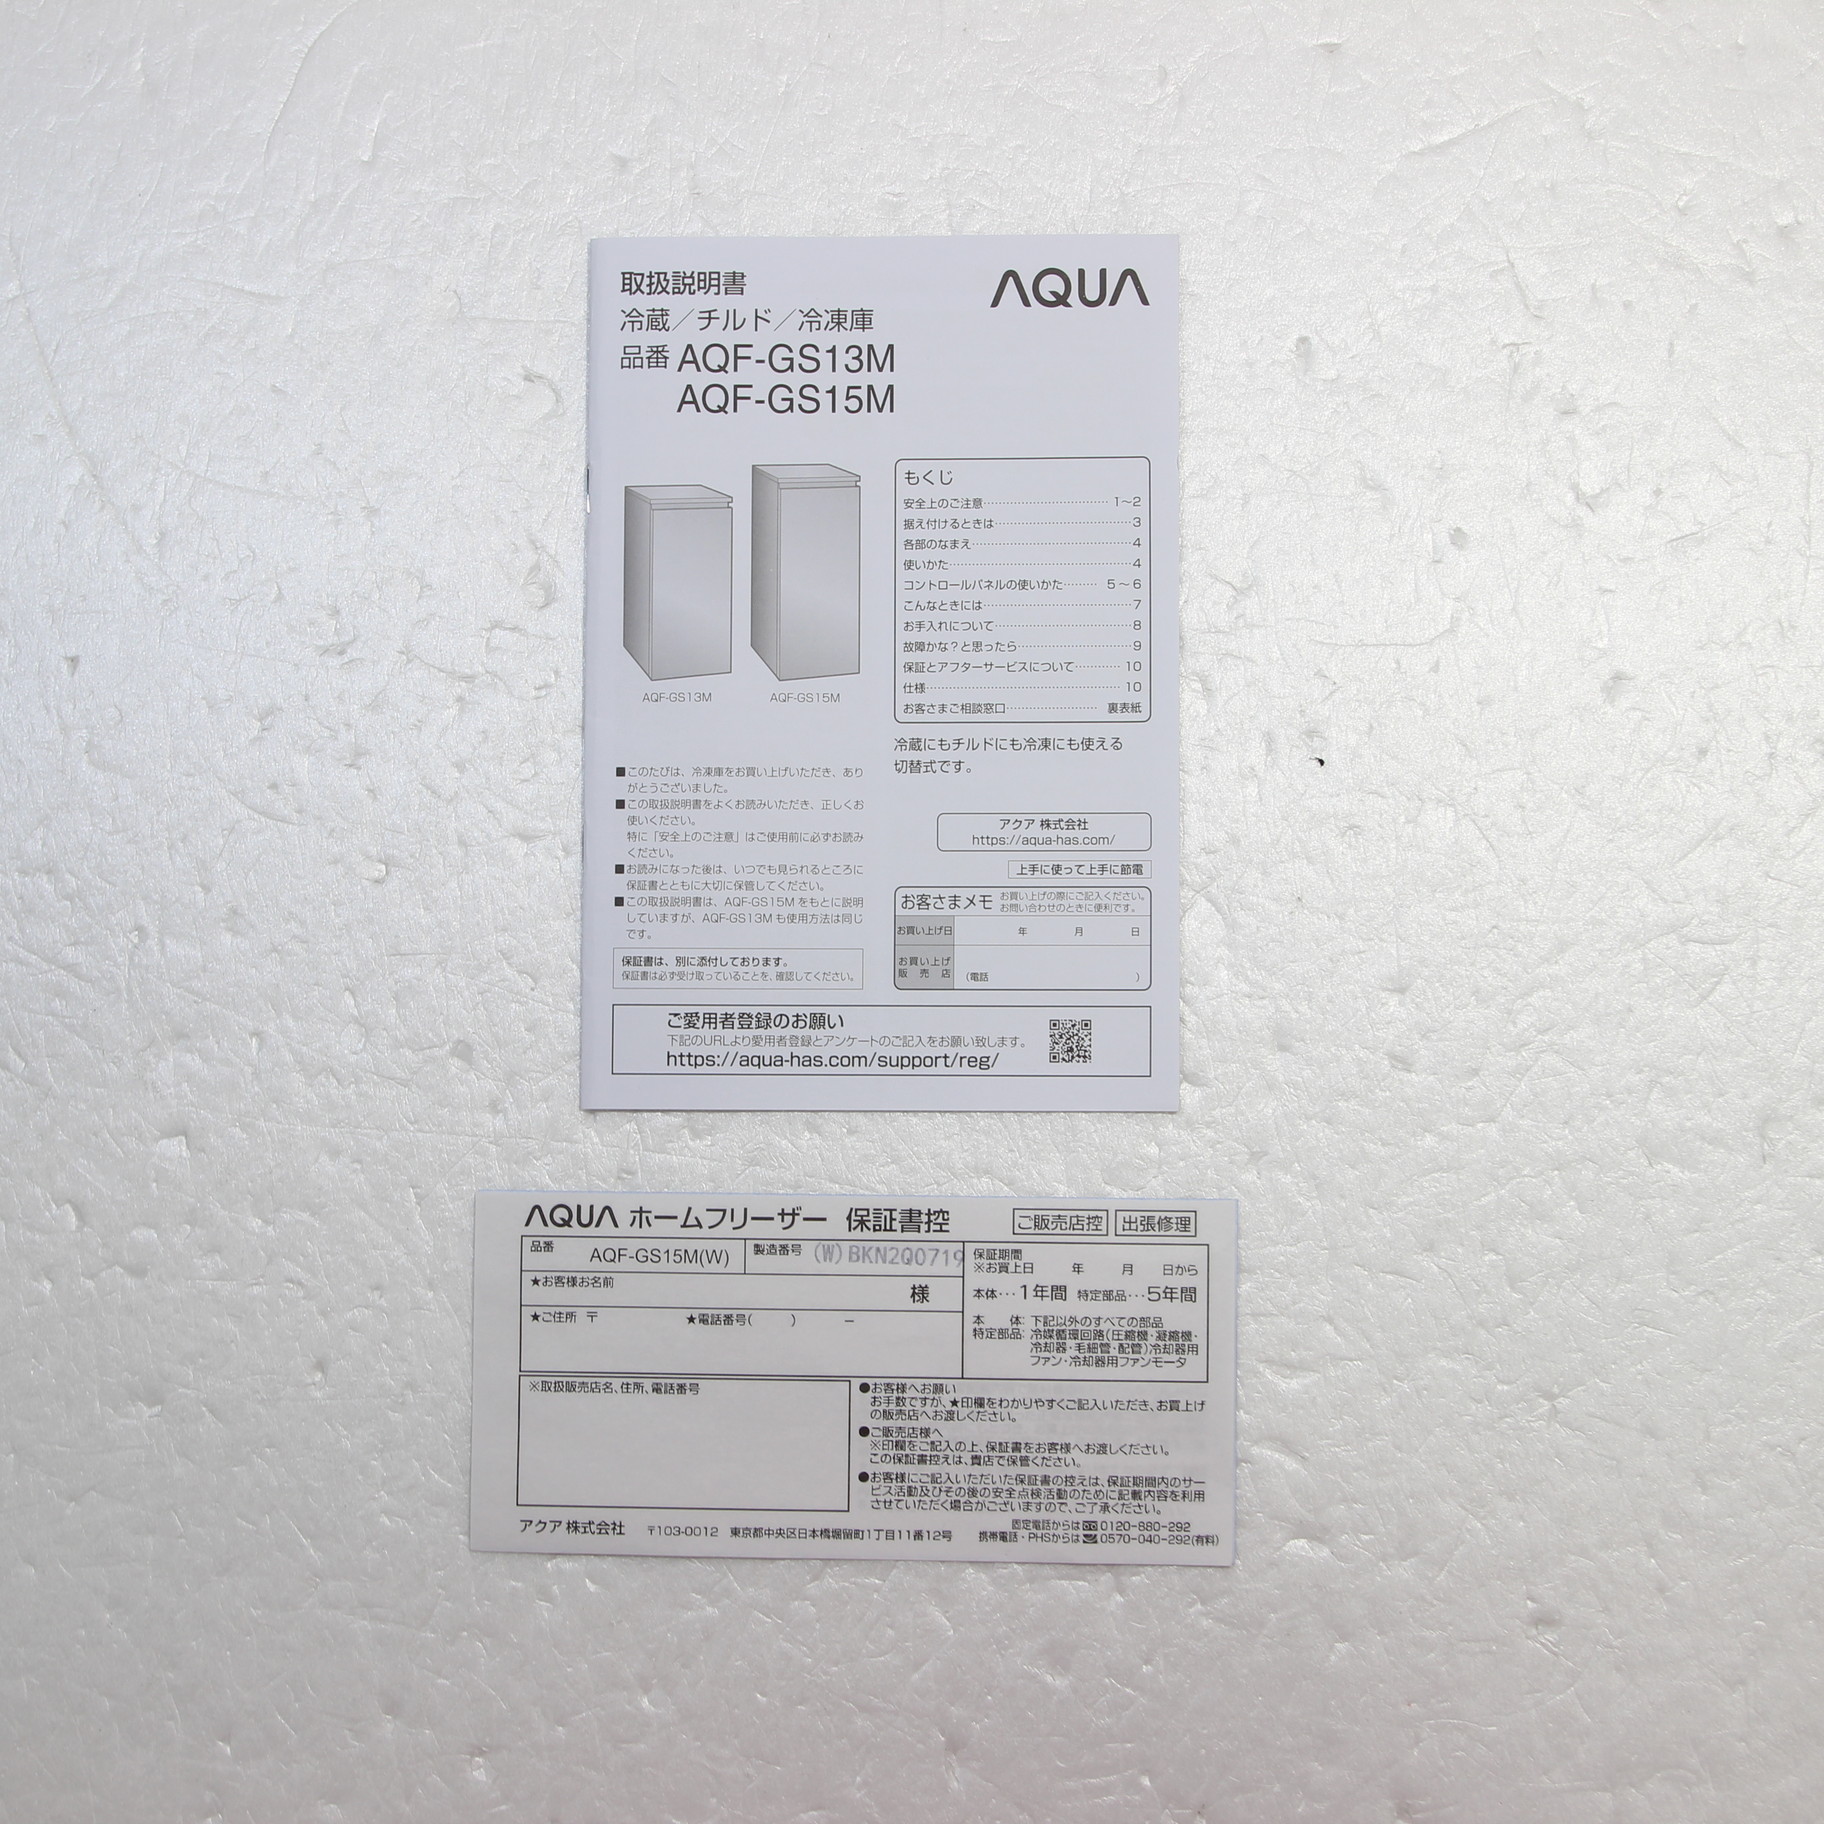 取扱説明書
AQUA
冷蔵／チルド／冷凍庫
品番 AQF-GS13M
AQF-GS15M
AQF-GS13M
AQF-GS15M
もくじ
安全上のご注意 1～2
据え付けるときは 3
各部のなまえ 4
使いかた 4
コントロールパネルの使いかた 5～6
こんなときには 7
お手入れについて 8
故障かな？と思ったら 9
保証とアフターサービスについて 10
仕様 10
お客さまご相談窓口 裏表紙
冷蔵にもチルドにも冷凍にも使える
切替式です。
■このたびは、冷凍庫をお買い上げいただき、あり
がとうございました。
■この取扱説明書をよくお読みいただき、正しくお
使いください。
特に「安全上のご注意」はご使用前に必ずお読み
ください。
■お読みになった後は、いつでも見られるところに
保証書とともに大切に保管してください。
■この取扱説明書は、AQF-GS15Mをもとに説明
していますが、AQF-GS13Mも使用方法は同じ
です。
保証書は、別に添付しております。
保証書は必ず受け取っていることを、確認してください。
アクア 株式会社
https://aqua-has.com/
上手に使って上手に節電
お客さまメモ
お買い上げの際にご記入ください。
お問い合わせのときに便利です。
お買い上げ日 年 月 日
お買い上げ
販売店 （電話 ）
ご愛用者登録のお願い
下記のURLより愛用者登録とアンケートのご記入をお願い致します。
https://aqua-has.com/support/reg/
AQUA ホームフリーザー 保証書控
ご販売店控 出張修理
品番 AQF-GS15M(W)
製造番号 (W)BKN2Q0719
★お客様お名前 様
★ご住所 〒 ★電話番号( ) －
保証期間
※お買上日 年 月 日から
本体…1年間 特定部品…5年間
本 体：下記以外のすべての部品
特定部品：冷媒循環回路(圧縮機・凝縮機・
冷却器・毛細管・配管)冷却器用
ファン・冷却器用ファンモータ
※取扱販売店名、住所、電話番号
●お客様へお願い
お手数ですが、★印欄をわかりやすくご記入いただき、お買上げ
の販売店へお渡しください。
●ご販売店様へ
※印欄をご記入の上、保証書をお客様へお渡しください。
この保証書控えは、貴店で保管ください。
●お客様にご記入いただいた保証書の控えは、保証期間内のサー
ビス活動及びその後の安全点検活動のために記載内容を利用
させていただく場合がございますので、ご了承ください。
アクア 株式会社 〒103-0012 東京都中央区日本橋堀留町1丁目11番12号
固定電話からは 0120-880-292
携帯電話・PHSからは 0570-040-292(有料)